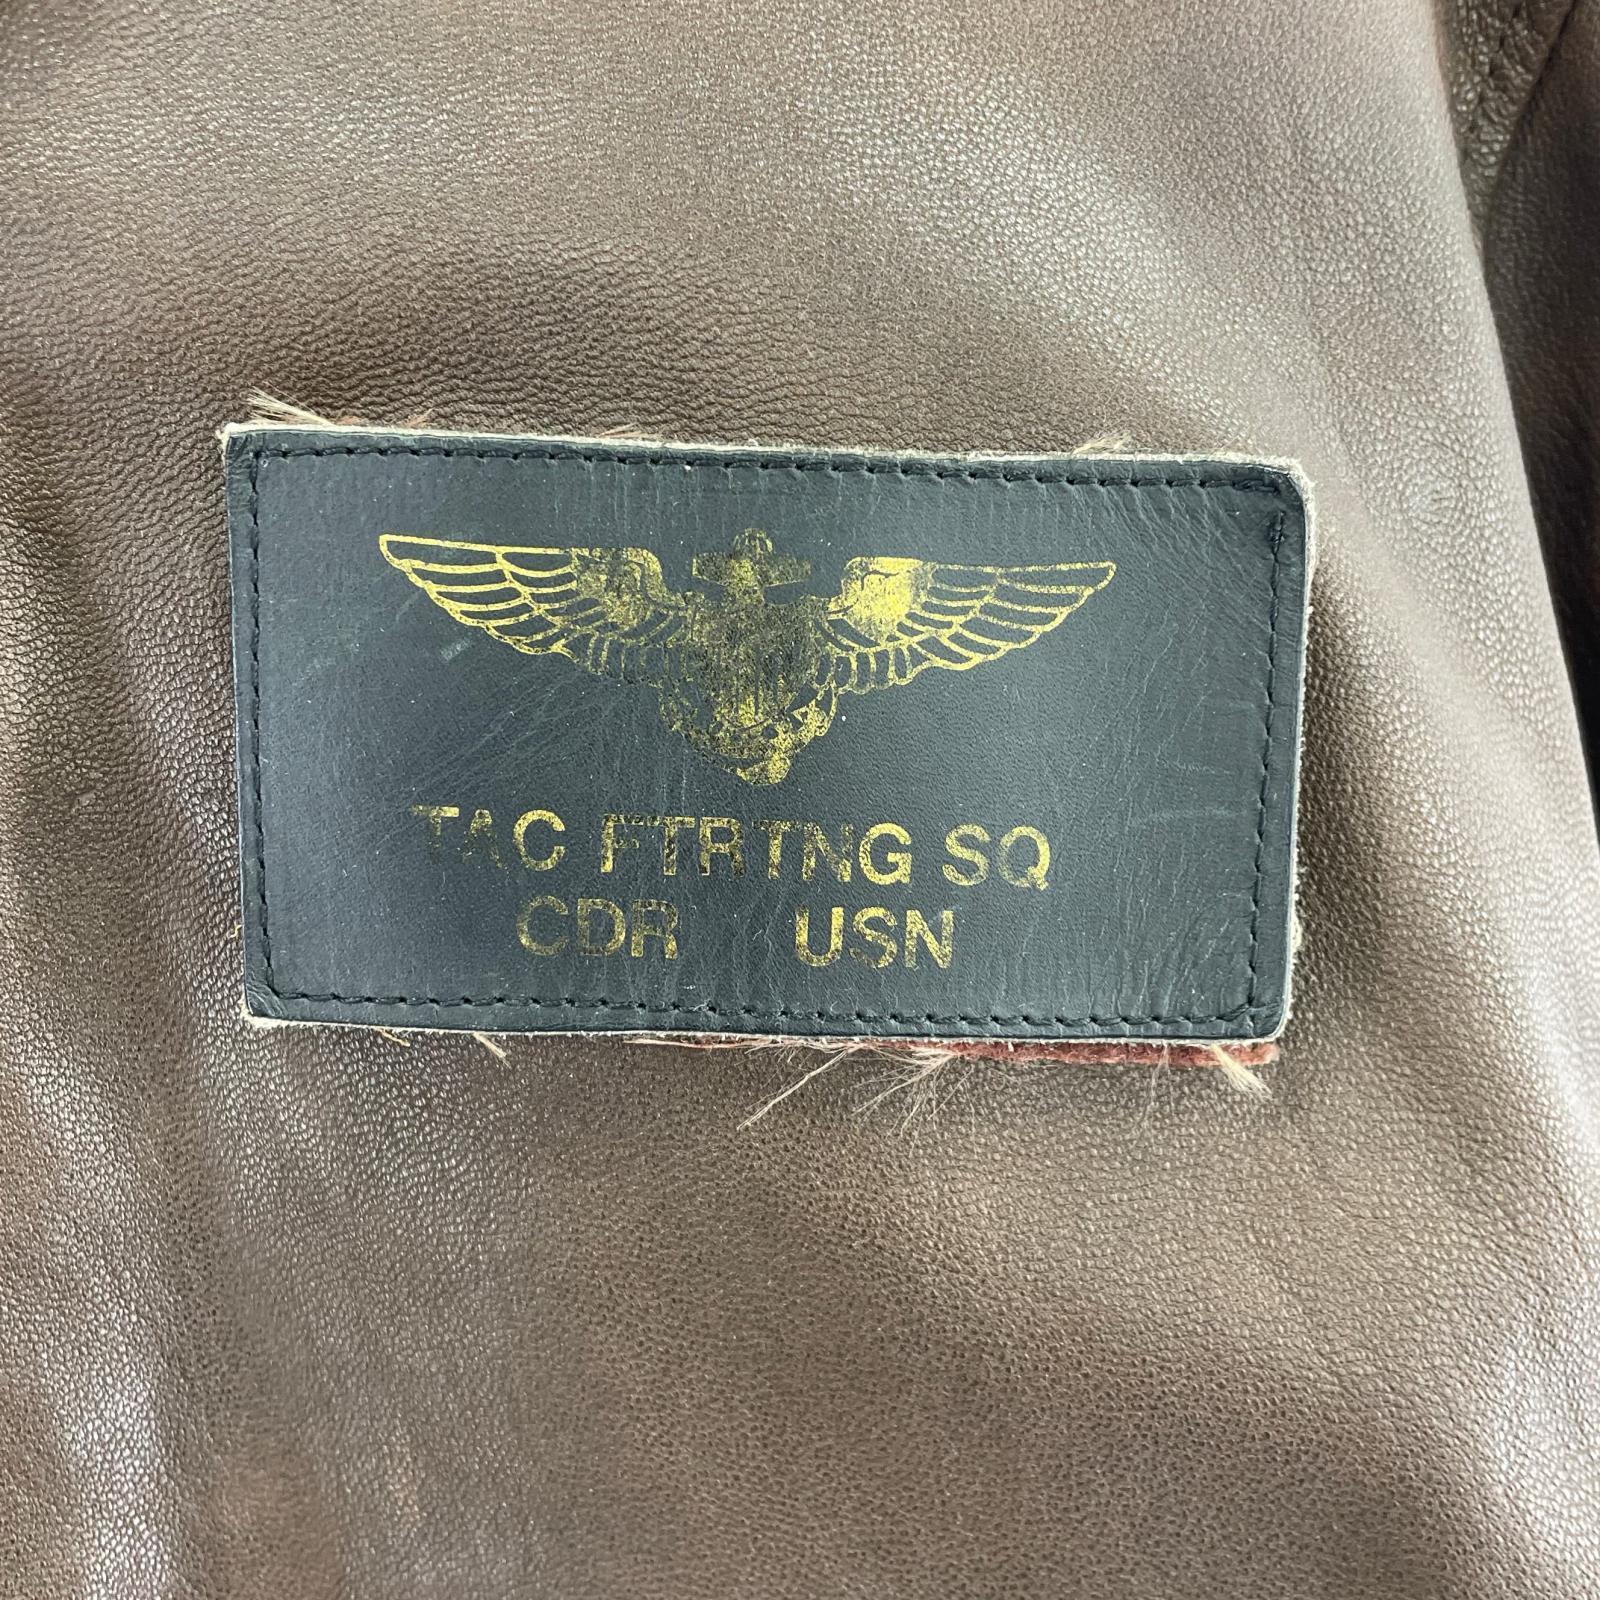 TAC FTRTNG SQ
CDR USN